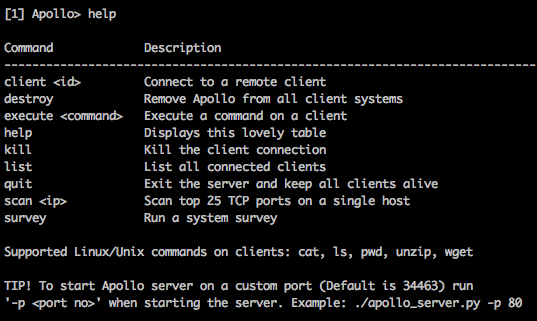 [1] Apollo> help
Command Description
--------------------------------------------------------------------------------
client <id> Connect to a remote client
destroy Remove Apollo from all client systems
execute <command> Execute a command on a client
help Displays this lovely table
kill Kill the client connection
list List all connected clients
quit Exit the server and keep all clients alive
scan <ip> Scan top 25 TCP ports on a single host
survey Run a system survey
Supported Linux/Unix commands on clients: cat, ls, pwd, unzip, wget
TIP! To start Apollo server on a custom port (Default is 34463) run
'-p <port no>' when starting the server. Example: ./apollo_server.py -p 80